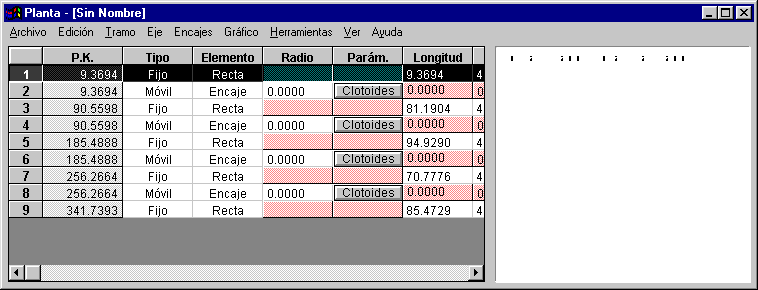 Planta - [Sin Nombre]
Archivo Edición Tramo Eje Encajes Gráfico Herramientas Ver Ayuda
P.K. Tipo Elemento Radio Parám. Longitud
1 9.3694 Fijo Recta 9.3694 4
2 9.3694 Móvil Encaje 0.0000 Clotoides 0.0000 0
3 90.5598 Fijo Recta 81.1904 4
4 90.5598 Móvil Encaje 0.0000 Clotoides 0.0000 0
5 185.4888 Fijo Recta 94.9290 4
6 185.4888 Móvil Encaje 0.0000 Clotoides 0.0000 0
7 256.2664 Fijo Recta 70.7776 4
8 256.2664 Móvil Encaje 0.0000 Clotoides 0.0000 0
9 341.7393 Fijo Recta 85.4729 4